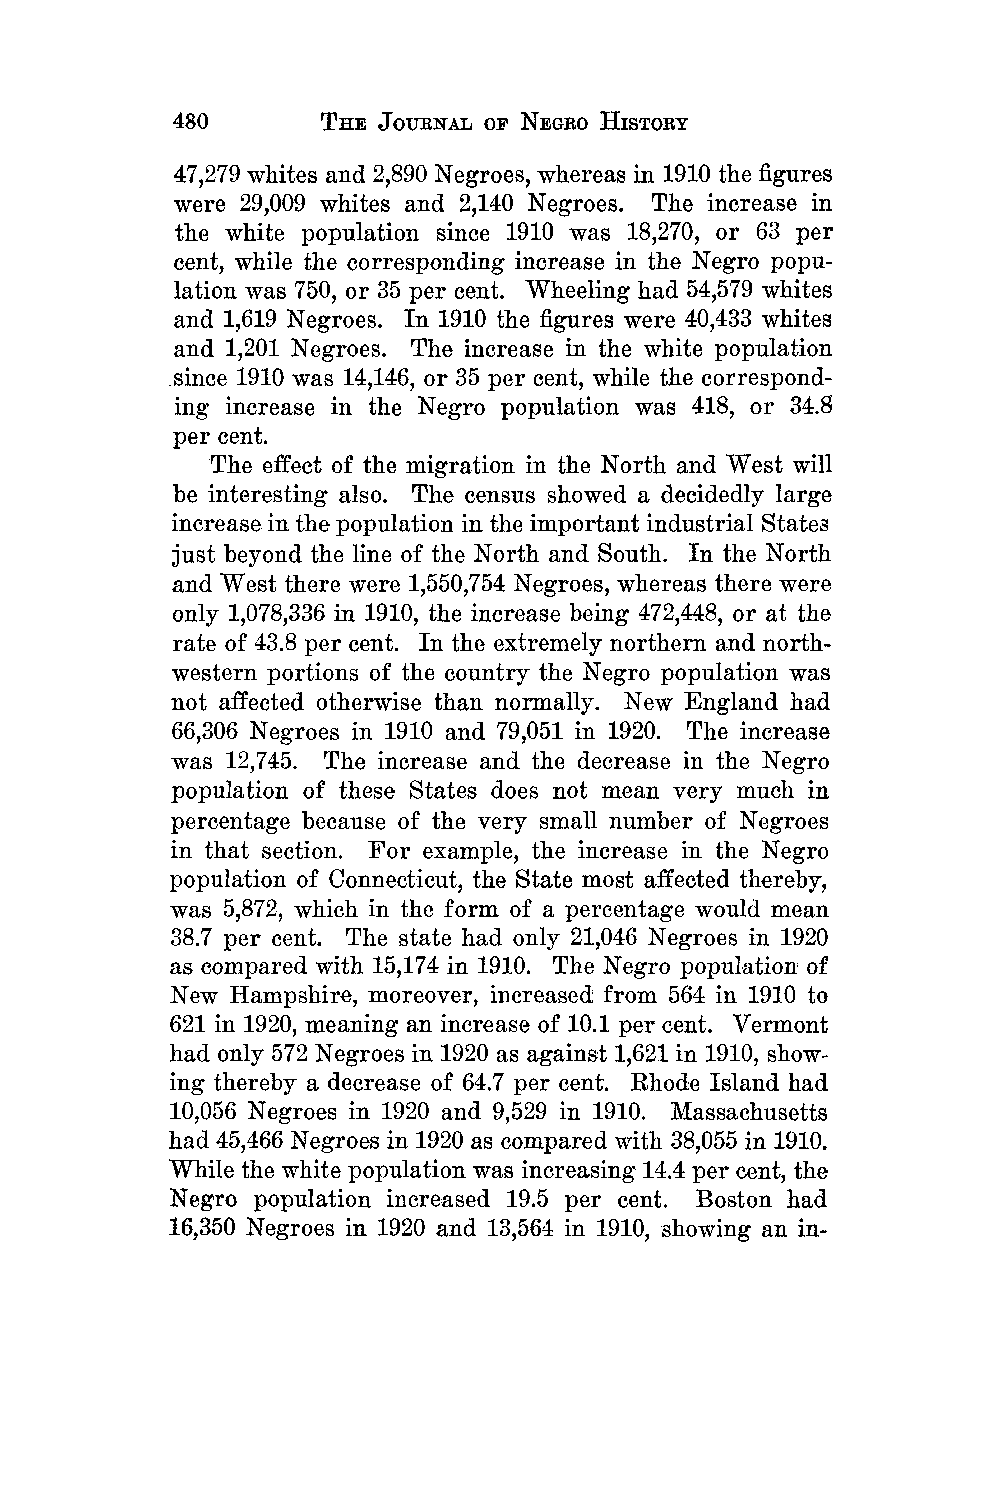 480 THE JOURNAL OF NEGRO HISTORY
47,279 whites and 2,890 Negroes, whereas in 1910 the figures
were 29,009 whites and 2,140 Negroes. The increase in
the white population since 1910 was 18,270, or 63 per
cent, while the corresponding increase in the Negro popu-
lation was 750, or 35 per cent. Wheeling had 54,579 whites
and 1,619 Negroes. In 1910 the figures were 40,433 whites
and 1,201 Negroes. The increase in the white population
since 1910 was 14,146, or 35 per cent, while the correspond-
ing increase in the Negro population was 418, or 34.8
per cent.
The effect of the migration in the North and West will
be interesting also. The census showed a decidedly large
increase in the population in the important industrial States
just beyond the line of the North and South. In the North
and West there were 1,550,754 Negroes, whereas there were
only 1,078,336 in 1910, the increase being 472,448, or at the
rate of 43.8 per cent. In the extremely northern and north-
western portions of the country the Negro population was
not affected otherwise than normally. New England had
66,306 Negroes in 1910 and 79,051 in 1920. The increase
was 12,745. The increase and the decrease in the Negro
population of these States does not mean very much in
percentage because of the very small number of Negroes
in that section. For example, the increase in the Negro
population of Connecticut, the State most affected thereby,
was 5,872, which in the form of a percentage would mean
38.7 per cent. The state had only 21,046 Negroes in 1920
as compared with 15,174 in 1910. The Negro population of
New Hampshire, moreover, increased from 564 in 1910 to
621 in 1920, meaning an increase of 10.1 per cent. Vermont
had only 572 Negroes in 1920 as against 1,621 in 1910, show-
ing thereby a decrease of 64.7 per cent. Rhode Island had
10,056 Negroes in 1920 and 9,529 in 1910. Massachusetts
had 45,466 Negroes in 1920 as compared with 38,055 in 1910.
While the white population was increasing 14.4 per cent, the
Negro population increased 19.5 per cent. Boston had
16,350 Negroes in 1920 and 13,564 in 1910, showing an in-